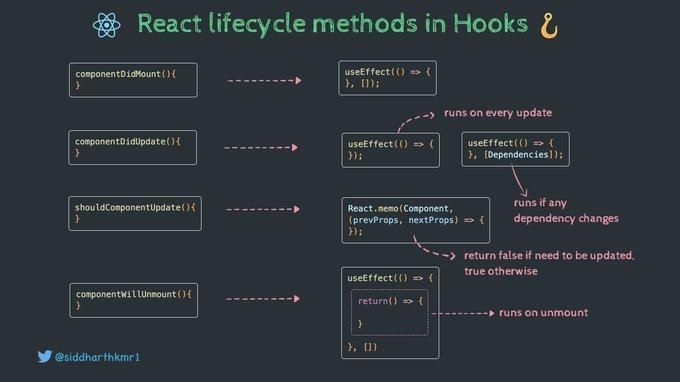 React lifecycle methods in Hooks
componentDidMount(){
}
useEffect(() => {
}, []);
runs on every update
componentDidUpdate(){
}
useEffect(() => {
});
useEffect(() => {
}, [Dependencies]);
runs if any
dependency changes
shouldComponentUpdate(){
}
React.memo(Component,
(prevProps, nextProps) => {
});
return false if need to be updated,
true otherwise
componentWillUnmount(){
}
useEffect(() => {
return() => {
}
}, [])
runs on unmount
@siddharthkmr1